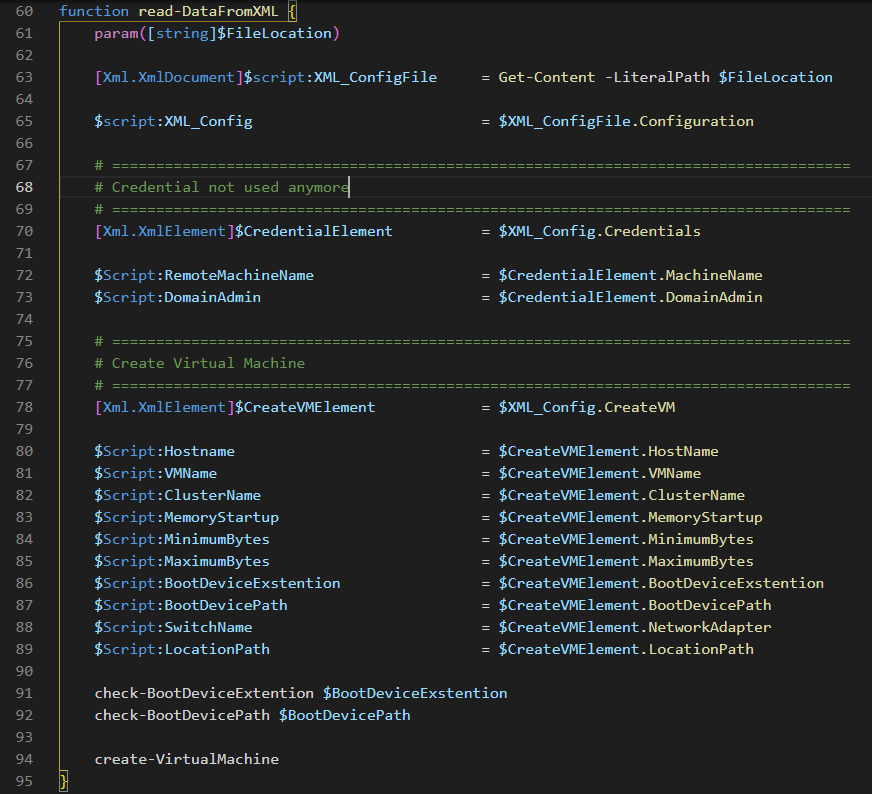 60 function read-DataFromXML {
61 param([string]$FileLocation)
62
63 [Xml.XmlDocument]$script:XML_ConfigFile = Get-Content -LiteralPath $FileLocation
64
65 $script:XML_Config = $XML_ConfigFile.Configuration
66
67 # ====================================================================================
68 # Credential not used anymore
69 # ====================================================================================
70 [Xml.XmlElement]$CredentialElement = $XML_Config.Credentials
71
72 $Script:RemoteMachineName = $CredentialElement.MachineName
73 $Script:DomainAdmin = $CredentialElement.DomainAdmin
74
75 # ====================================================================================
76 # Create Virtual Machine
77 # ====================================================================================
78 [Xml.XmlElement]$CreateVMElement = $XML_Config.CreateVM
79
80 $Script:Hostname = $CreateVMElement.HostName
81 $Script:VMName = $CreateVMElement.VMName
82 $Script:ClusterName = $CreateVMElement.ClusterName
83 $Script:MemoryStartup = $CreateVMElement.MemoryStartup
84 $Script:MinimumBytes = $CreateVMElement.MinimumBytes
85 $Script:MaximumBytes = $CreateVMElement.MaximumBytes
86 $Script:BootDeviceExstention = $CreateVMElement.BootDeviceExstention
87 $Script:BootDevicePath = $CreateVMElement.BootDevicePath
88 $Script:SwitchName = $CreateVMElement.NetworkAdapter
89 $Script:LocationPath = $CreateVMElement.LocationPath
90
91 check-BootDeviceExtention $BootDeviceExstention
92 check-BootDevicePath $BootDevicePath
93
94 create-VirtualMachine
95 }